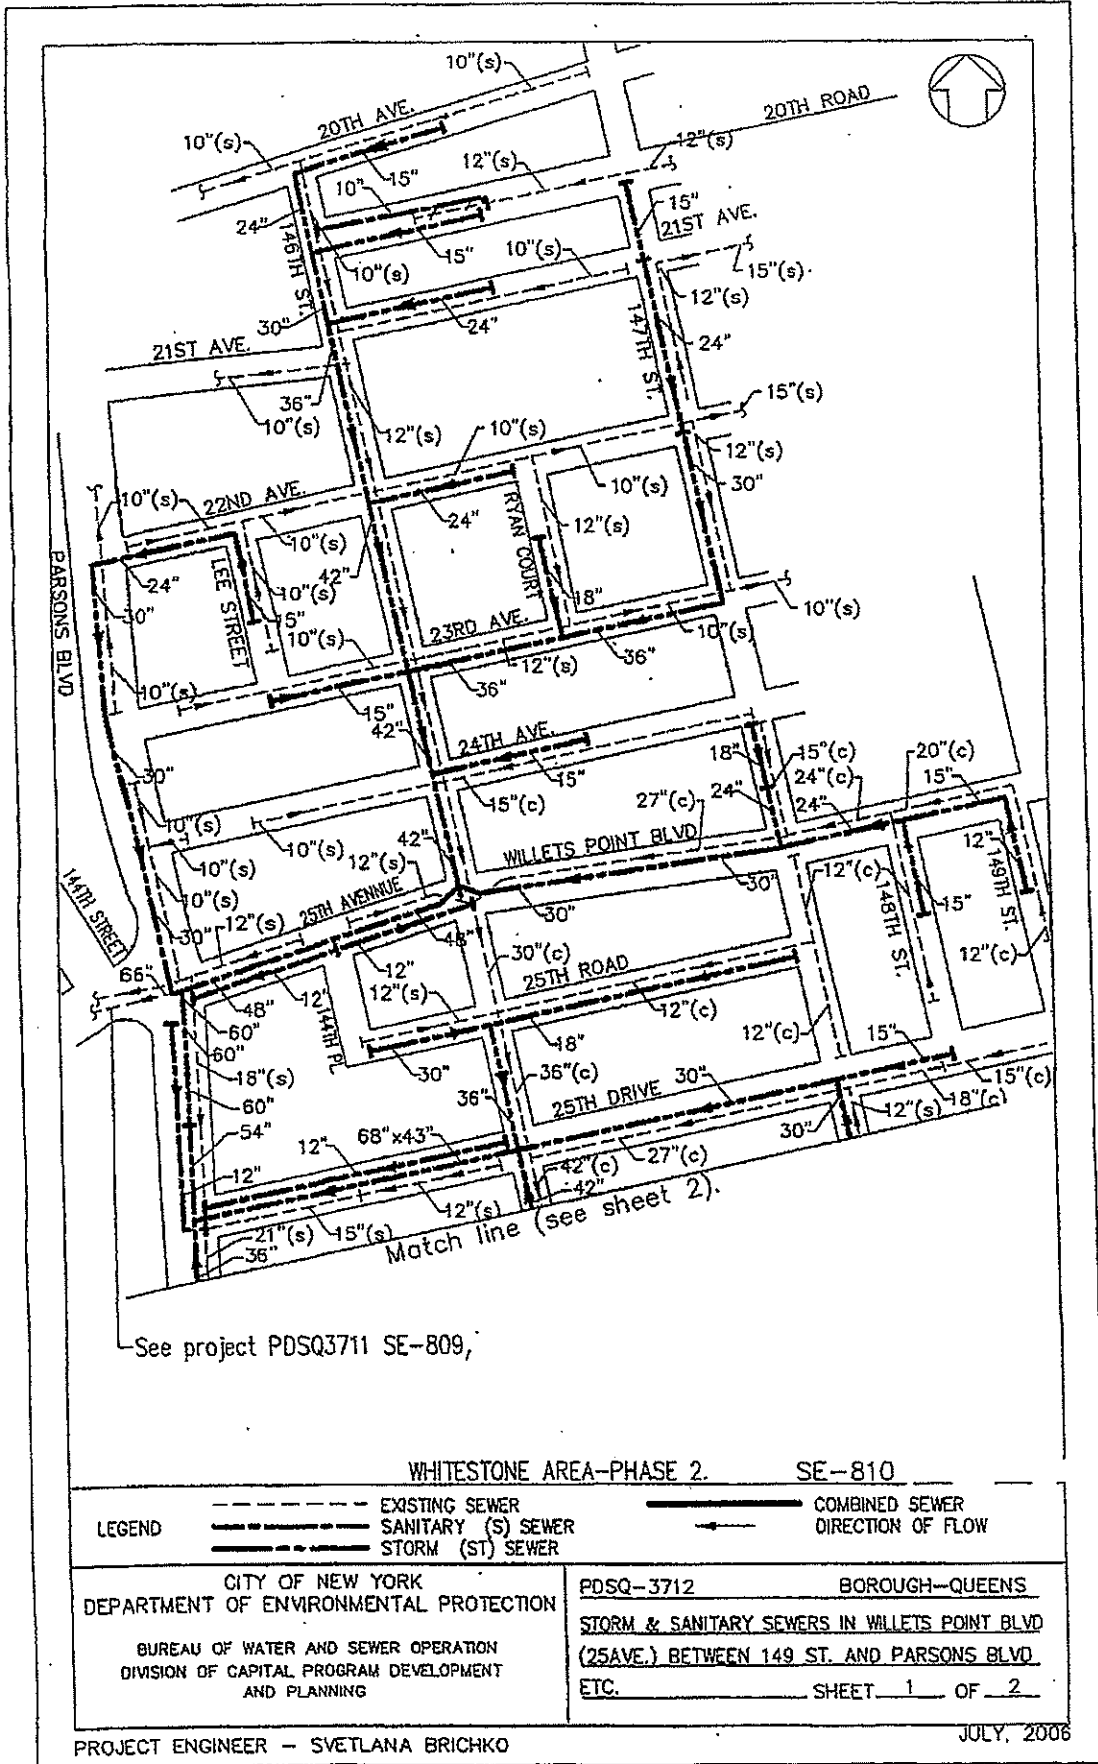 10"(s)
20TH AVE.
20TH ROAD
10"(s)
12"(s)
12"(s)
15"
10"
15"
24"
21ST AVE.
146TH ST.
15"
10"(s)
10"(s)
15"(s).
12"(s)
30"
24"
147TH ST.
24"
21ST AVE.
36"
10"(s)
12"(s)
10"(s)
15"(s)
12"(s)
10"(s)
22ND AVE.
10"(s)
30"
24"
RYAN COURT
12"(s)
10"(s)
PARSONS BLVD
24"
LEE STREET
10"(s)
42"
18"
30"
15"
10"(s)
23RD AVE.
10"(s)
10"(s)
12"(s)
36"
10"(s)
36"
15"
42"
24TH AVE.
18"
15"(c)
20"(c)
30"
15"
24"(c)
15"
15"(c)
27"(c)
24"
24"
10"(s)
10"(s)
42"
WILLETS POINT BLVD
12"
149TH ST.
10"(s)
12"(s)
30"
12"(c)
144TH STREET
10"(s)
25TH AVENNUE
148TH ST.
15"
12"(s)
30"
30"
48"
12"
30"(c)
12"(c)
66"
25TH ROAD
48"
12"
12"(s)
12"(c)
60"
144TH PL
12"(c)
60"
18"
15"
18"(s)
30"
36"(c)
30"
15"(c)
60"
36"
25TH DRIVE
18"(c)
54"
12"
68"x43"
30"
12"(s)
12"
42"(c)
27"(c)
42"
12"(s)
21"(s)
15"(s)
36"
Match line (see sheet 2).
See project PDSQ3711 SE-809,
WHITESTONE AREA-PHASE 2. SE-810
LEGEND
EXISTING SEWER
SANITARY (S) SEWER
STORM (ST) SEWER
COMBINED SEWER
DIRECTION OF FLOW
CITY OF NEW YORK
DEPARTMENT OF ENVIRONMENTAL PROTECTION
BUREAU OF WATER AND SEWER OPERATION
DIVISION OF CAPITAL PROGRAM DEVELOPMENT
AND PLANNING
PDSQ-3712 BOROUGH-QUEENS
STORM & SANITARY SEWERS IN WILLETS POINT BLVD
(25AVE.) BETWEEN 149 ST. AND PARSONS BLVD
ETC. SHEET 1 OF 2
PROJECT ENGINEER - SVETLANA BRICHKO
JULY, 2006